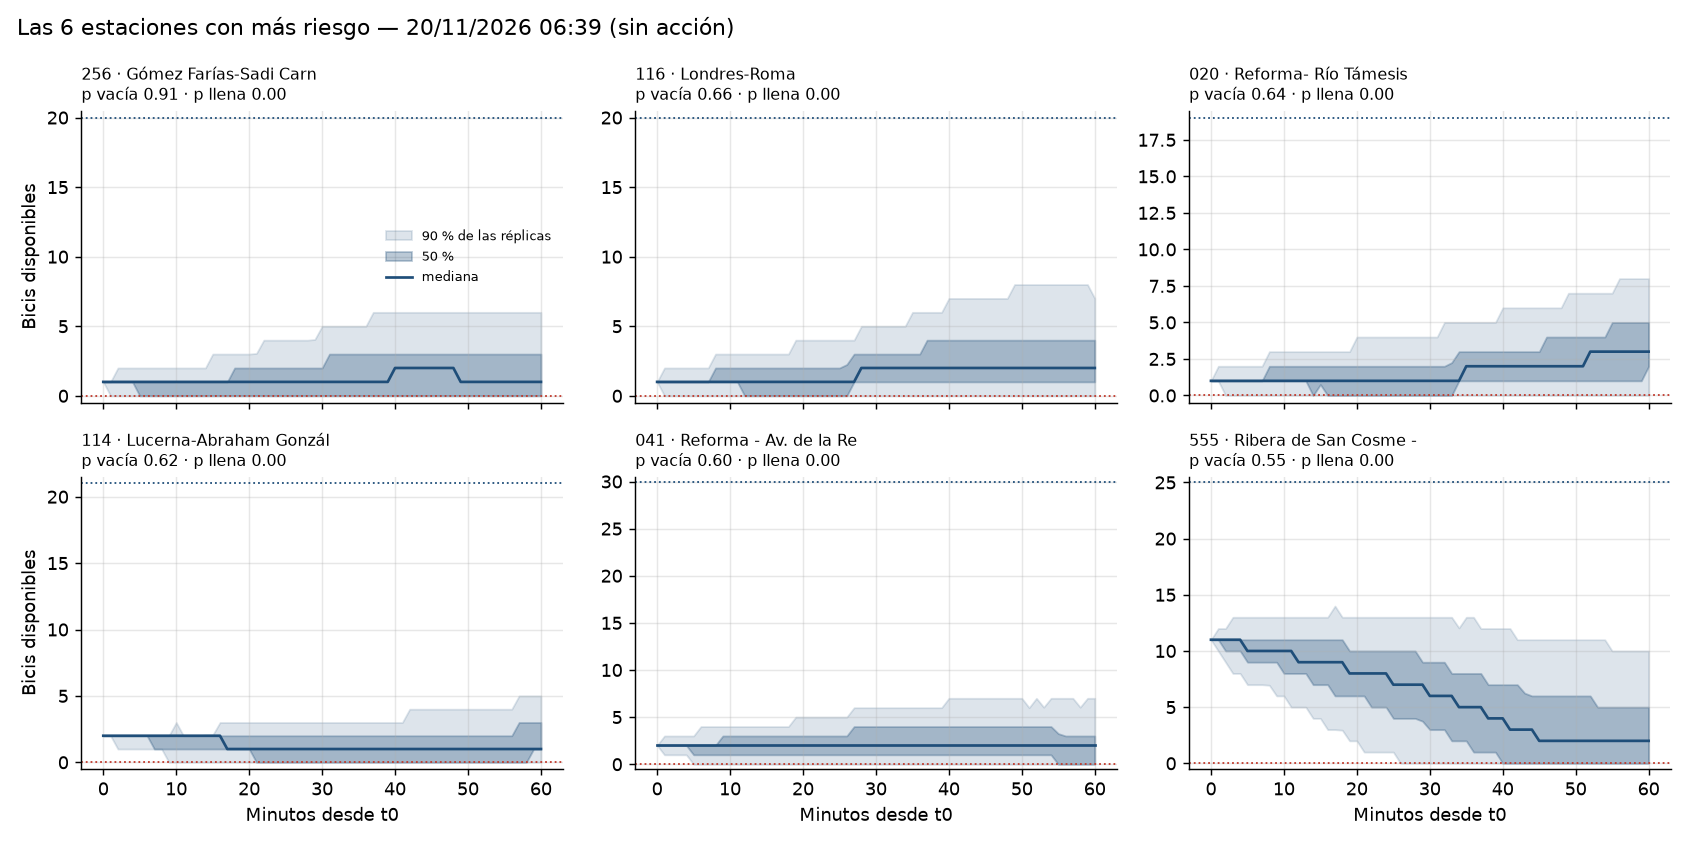 Las 6 estaciones con más riesgo — 20/11/2026 06:39 (sin acción)
256 · Gómez Farías-Sadi Carn
p vacía 0.91 · p llena 0.00
20
15
10
5
0
Bicis disponibles
90 % de las réplicas
50 %
mediana
116 · Londres-Roma
p vacía 0.66 · p llena 0.00
20
15
10
5
0
020 · Reforma- Río Támesis
p vacía 0.64 · p llena 0.00
17.5
15.0
12.5
10.0
7.5
5.0
2.5
0.0
114 · Lucerna-Abraham Gonzál
p vacía 0.62 · p llena 0.00
20
15
10
5
0
Bicis disponibles
0 10 20 30 40 50 60
Minutos desde t0
041 · Reforma - Av. de la Re
p vacía 0.60 · p llena 0.00
30
25
20
15
10
5
0
0 10 20 30 40 50 60
Minutos desde t0
555 · Ribera de San Cosme -
p vacía 0.55 · p llena 0.00
25
20
15
10
5
0
0 10 20 30 40 50 60
Minutos desde t0